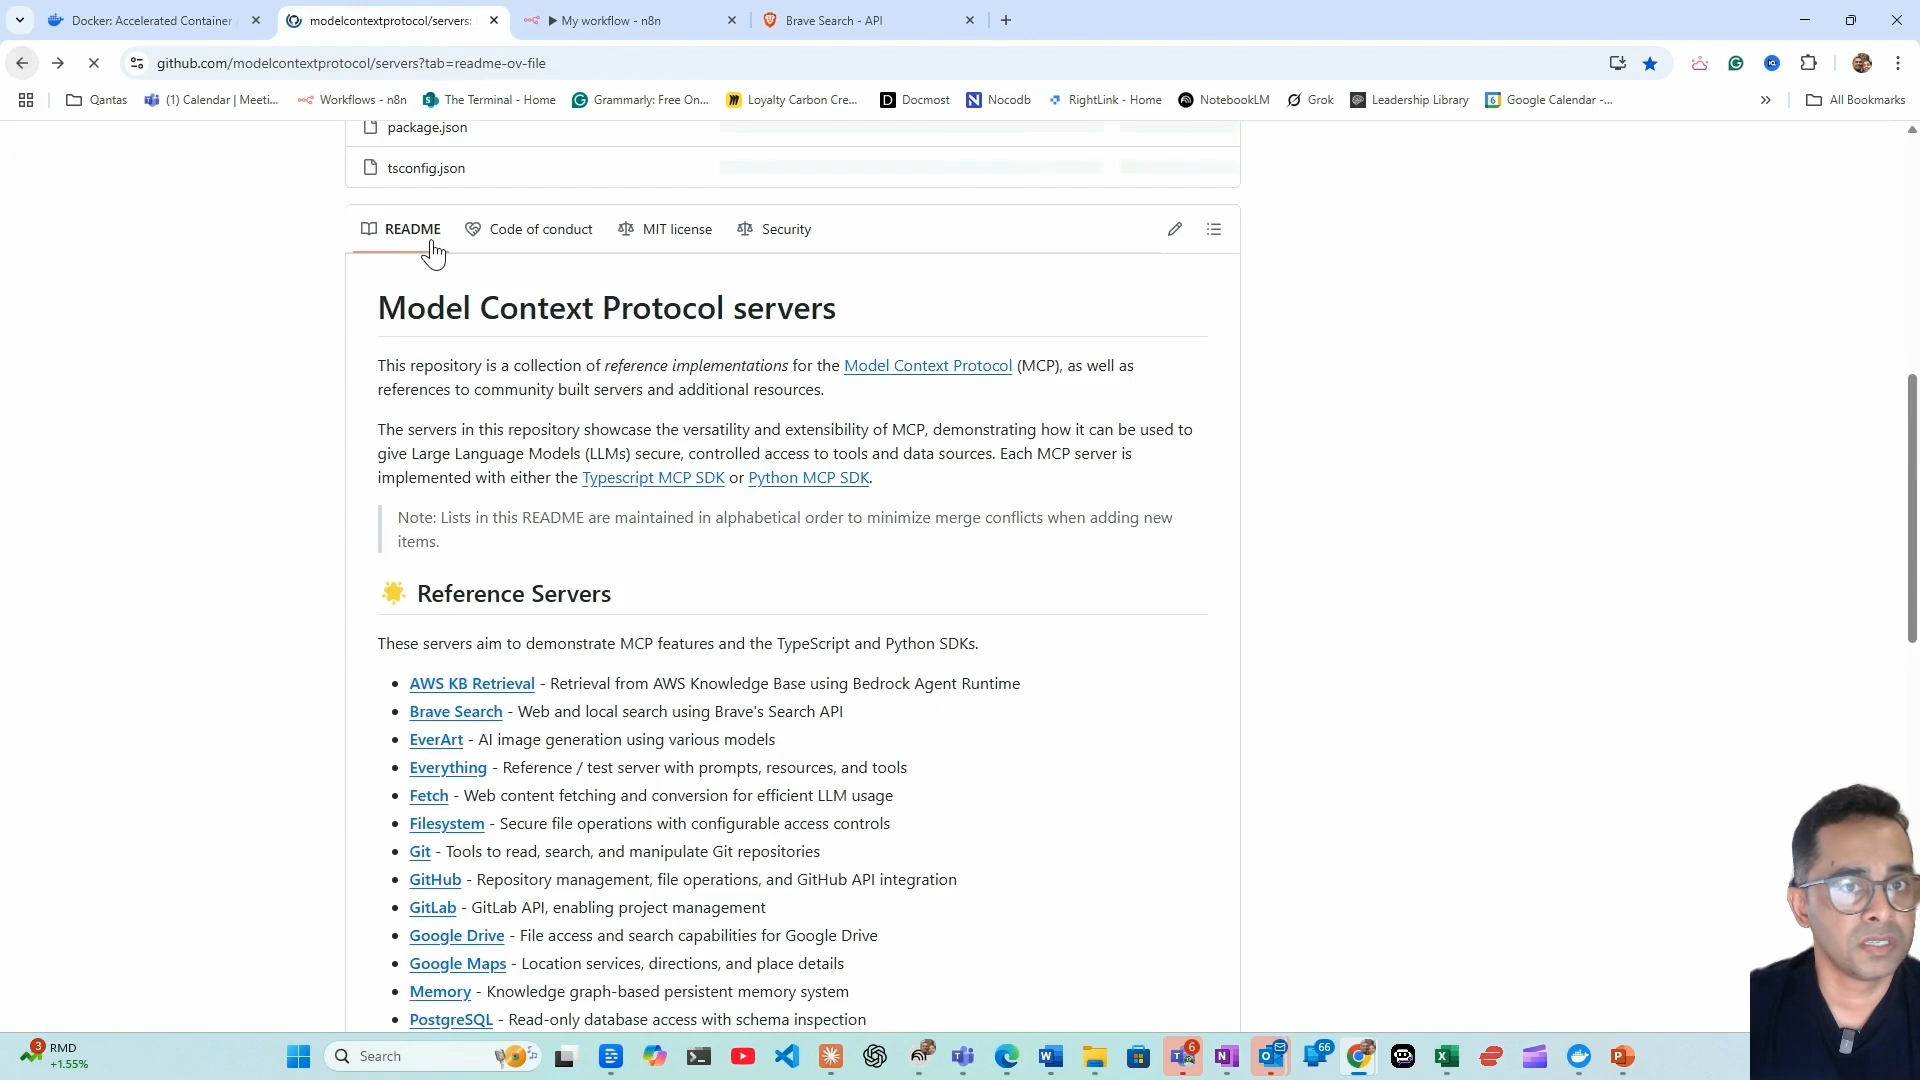 Docker: Accelerated Container
modelcontextprotocol/servers:
My workflow - n8n
Brave Search - API
github.com/modelcontextprotocol/servers?tab=readme-ov-file
Qantas
(1) Calendar | Meeti...
Workflows - n8n
The Terminal - Home
Grammarly: Free On...
Loyalty Carbon Cre...
Docmost
Nocodb
RightLink - Home
NotebookLM
Grok
Leadership Library
Google Calendar -...
All Bookmarks
package.json
tsconfig.json
README
Code of conduct
MIT license
Security
Model Context Protocol servers
This repository is a collection of reference implementations for the Model Context Protocol (MCP), as well as
references to community built servers and additional resources.
The servers in this repository showcase the versatility and extensibility of MCP, demonstrating how it can be used to
give Large Language Models (LLMs) secure, controlled access to tools and data sources. Each MCP server is
implemented with either the Typescript MCP SDK or Python MCP SDK.
Note: Lists in this README are maintained in alphabetical order to minimize merge conflicts when adding new
items.
Reference Servers
These servers aim to demonstrate MCP features and the TypeScript and Python SDKs.
AWS KB Retrieval - Retrieval from AWS Knowledge Base using Bedrock Agent Runtime
Brave Search - Web and local search using Brave's Search API
EverArt - AI image generation using various models
Everything - Reference / test server with prompts, resources, and tools
Fetch - Web content fetching and conversion for efficient LLM usage
Filesystem - Secure file operations with configurable access controls
Git - Tools to read, search, and manipulate Git repositories
GitHub - Repository management, file operations, and GitHub API integration
GitLab - GitLab API, enabling project management
Google Drive - File access and search capabilities for Google Drive
Google Maps - Location services, directions, and place details
Memory - Knowledge graph-based persistent memory system
PostgreSQL - Read-only database access with schema inspection
3
RMD
+1.55%
Search
6
66